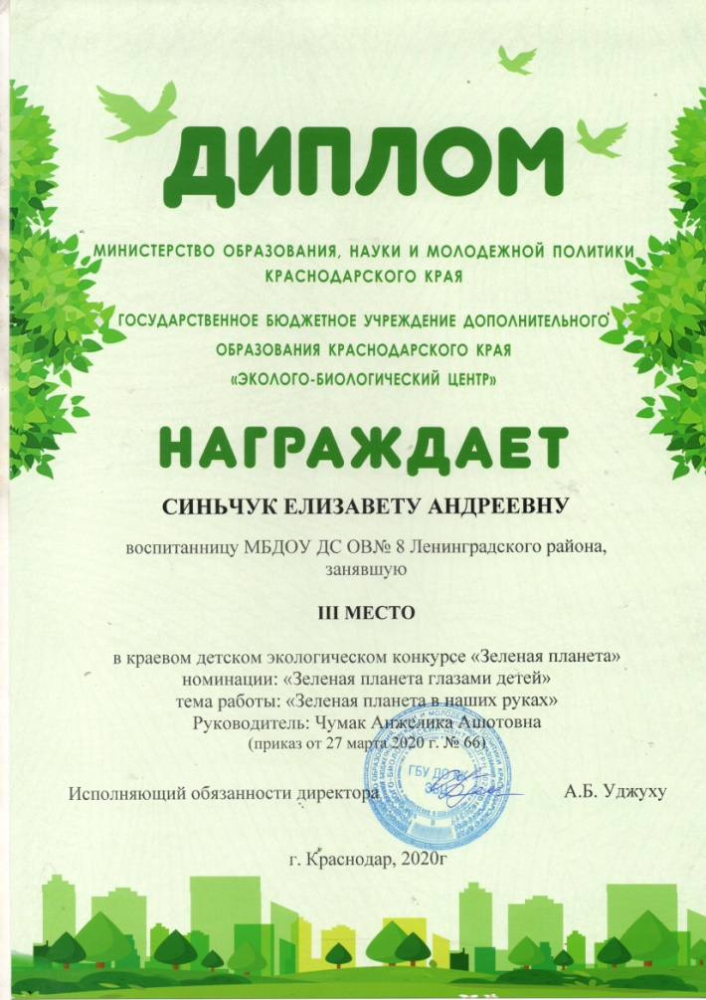 ДИПЛОМ
МИНИСТЕРСТВО ОБРАЗОВАНИЯ, НАУКИ И МОЛОДЕЖНОЙ ПОЛИТИКИ
КРАСНОДАРСКОГО КРАЯ
ГОСУДАРСТВЕННОЕ БЮДЖЕТНОЕ УЧРЕЖДЕНИЕ ДОПОЛНИТЕЛЬНОГО
ОБРАЗОВАНИЯ КРАСНОДАРСКОГО КРАЯ
«ЭКОЛОГО-БИОЛОГИЧЕСКИЙ ЦЕНТР»
НАГРАЖДАЕТ
СИНЬЧУК ЕЛИЗАВЕТУ АНДРЕЕВНУ
воспитанницу МБДОУ ДС ОВ№ 8 Ленинградского района,
занявшую
III МЕСТО
в краевом детском экологическом конкурсе «Зеленая планета»
номинации: «Зеленая планета глазами детей»
тема работы: «Зеленая планета в наших руках»
Руководитель: Чумак Анжелика Ашотовна
(приказ от 27 марта 2020 г. № 66)
ГБУ ДО
Исполняющий обязанности директора А.Б. Уджуху
г. Краснодар, 2020г